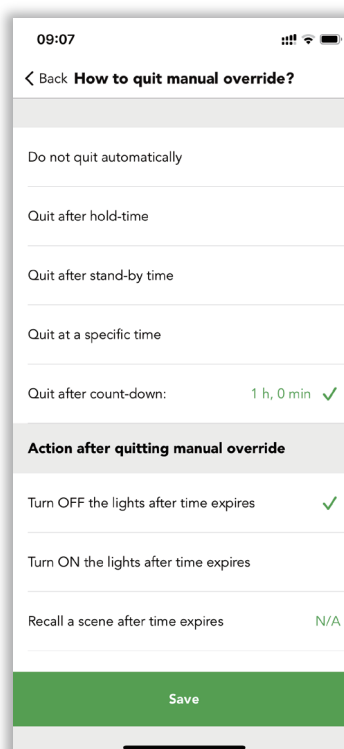 09:07
Back How to quit manual override?
Do not quit automatically
Quit after hold-time
Quit after stand-by time
Quit at a specific time
Quit after count-down: 1 h, 0 min
Action after quitting manual override
Turn OFF the lights after time expires
Turn ON the lights after time expires
Recall a scene after time expires N/A
Save